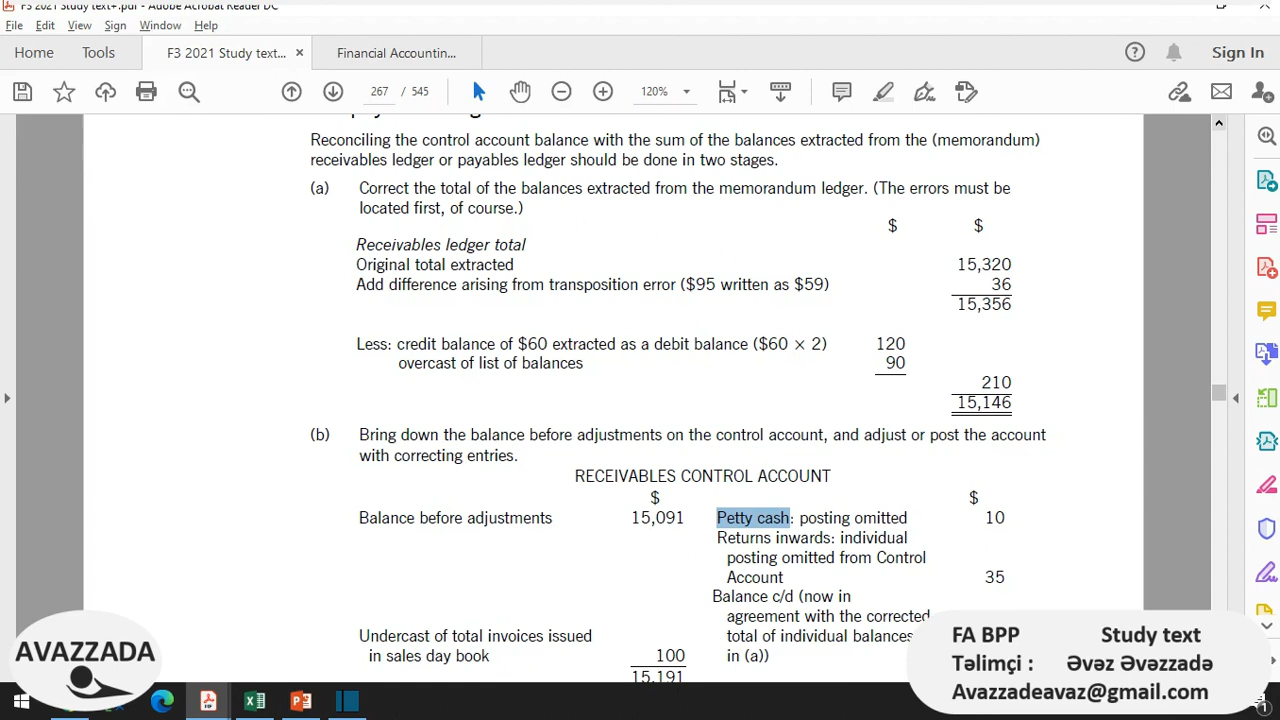 F3 2021 Study text+.pdf - Adobe Acrobat Reader DC
File Edit View Sign Window Help
Home Tools F3 2021 Study text... × Financial Accountin... Sign In
267 / 545 120%
Reconciling the control account balance with the sum of the balances extracted from the (memorandum)
receivables ledger or payables ledger should be done in two stages.
(a) Correct the total of the balances extracted from the memorandum ledger. (The errors must be
located first, of course.)
$ $
Receivables ledger total
Original total extracted 15,320
Add difference arising from transposition error ($95 written as $59) 36
15,356
Less: credit balance of $60 extracted as a debit balance ($60 × 2) 120
overcast of list of balances 90
210
15,146
(b) Bring down the balance before adjustments on the control account, and adjust or post the account
with correcting entries.
RECEIVABLES CONTROL ACCOUNT
$ $
Balance before adjustments 15,091 Petty cash: posting omitted 10
Returns inwards: individual
posting omitted from Control
Account 35
Balance c/d (now in
agreement with the corrected
Undercast of total invoices issued total of individual balances
in sales day book 100 in (a))
15,191
AVAZZADA
FA BPP Study text
Təlimçi : Əvəz Əvəzzadə
Avazzadeavaz@gmail.com